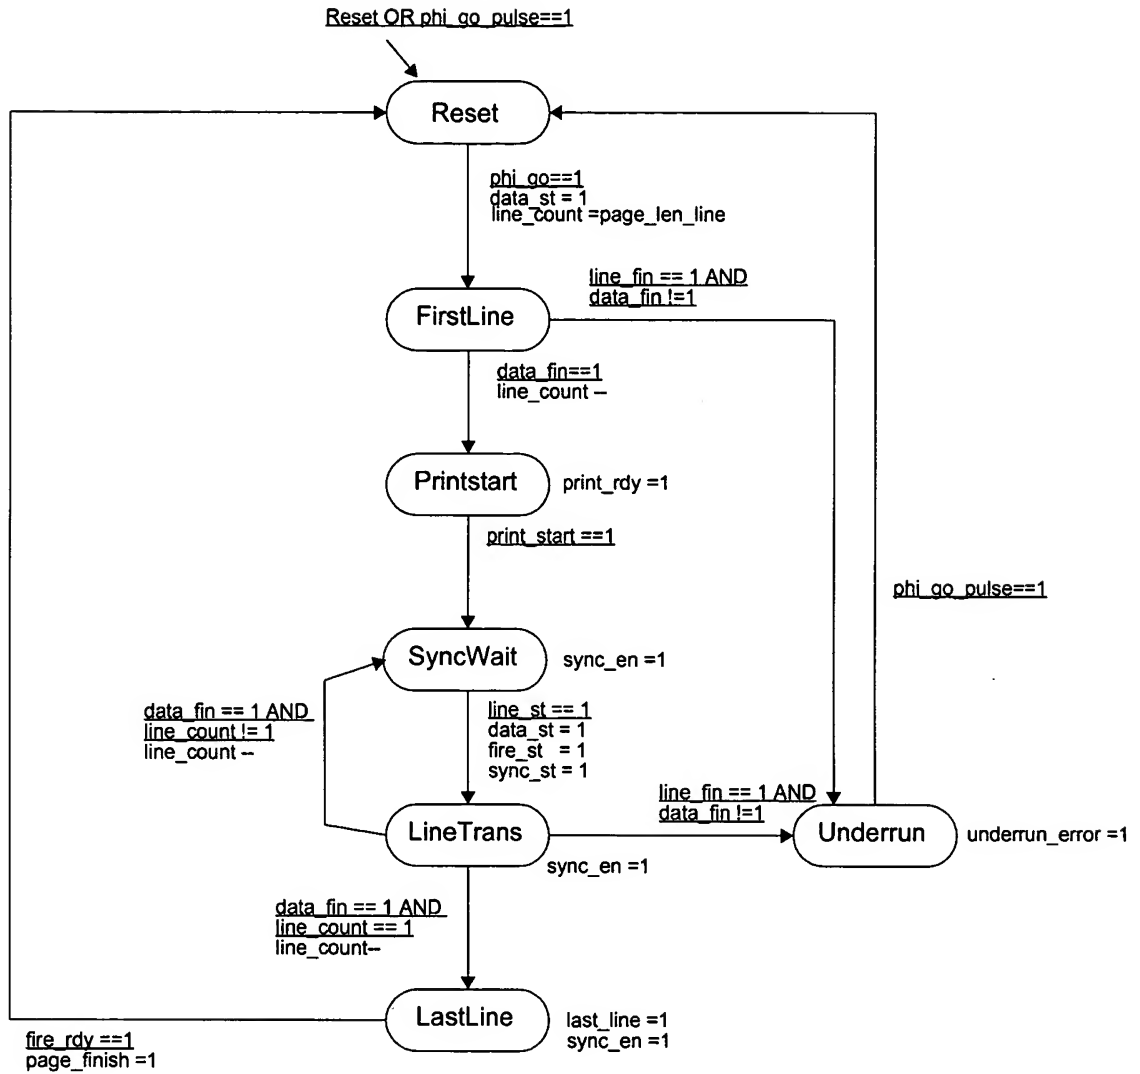 Reset OR phi_go_pulse==1
Reset
phi_go==1
data_st = 1
line_count =page_len_line
line_fin == 1 AND
data_fin !=1
FirstLine
data_fin==1
line_count --
Printstart
print_rdy =1
print_start ==1
phi_go_pulse==1
SyncWait
sync_en =1
data_fin == 1 AND
line_count != 1
line_count --
line_st == 1
data_st = 1
fire_st = 1
sync_st = 1
line_fin == 1 AND
data_fin !=1
LineTrans
sync_en =1
Underrun
underrun_error =1
data_fin == 1 AND
line_count == 1
line_count--
LastLine
last_line =1
sync_en =1
fire_rdy ==1
page_finish =1